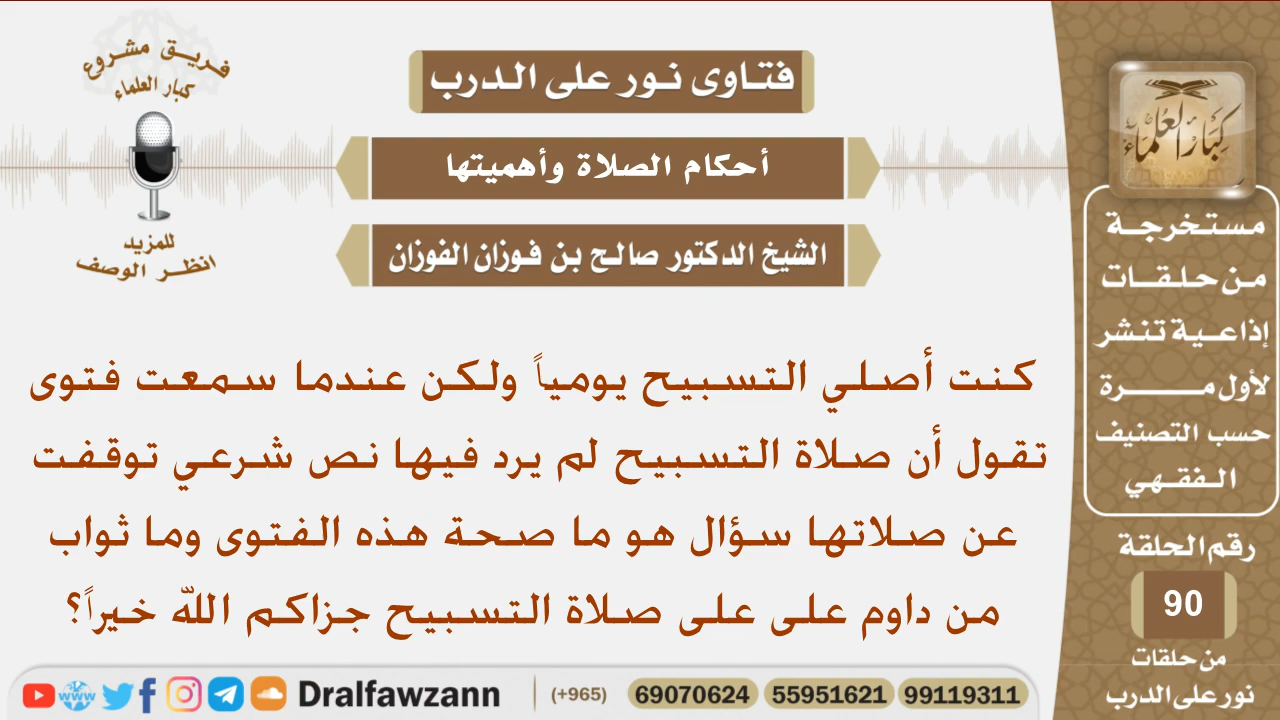 فتاوى نور على الدرب
أحكام الصلاة وأهميتها
الشيخ الدكتور صالح بن فوزان الفوزان
فريق مشروع
كبار العلماء
للمزيد
انظر الوصف
كنت أصلي التسبيح يومياً ولكن عندما سمعت فتوى
تقول أن صلاة التسبيح لم يرد فيها نص شرعي توقفت
عن صلاتها سؤال هو ما صحة هذه الفتوى وما ثواب
من داوم على على صلاة التسبيح جزاكم الله خيراً؟
كبار العلماء
مستخرجة
من حلقات
إذاعية تنشر
لأول مرة
حسب التصنيف
الفقهي
رقم الحلقة
90
من حلقات
نور على الدرب
www Dralfawzann (+965) 69070624 55951621 99119311